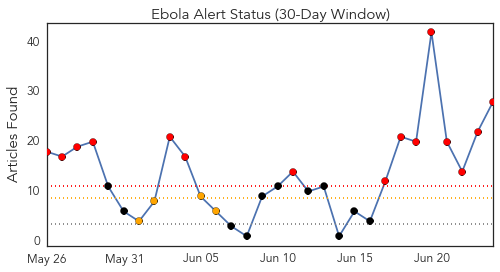 Ebola Alert Status (30-Day Window)
Articles Found
40
30
20
10
0
May 26
May 31
Jun 05
Jun 10
Jun 15
Jun 20